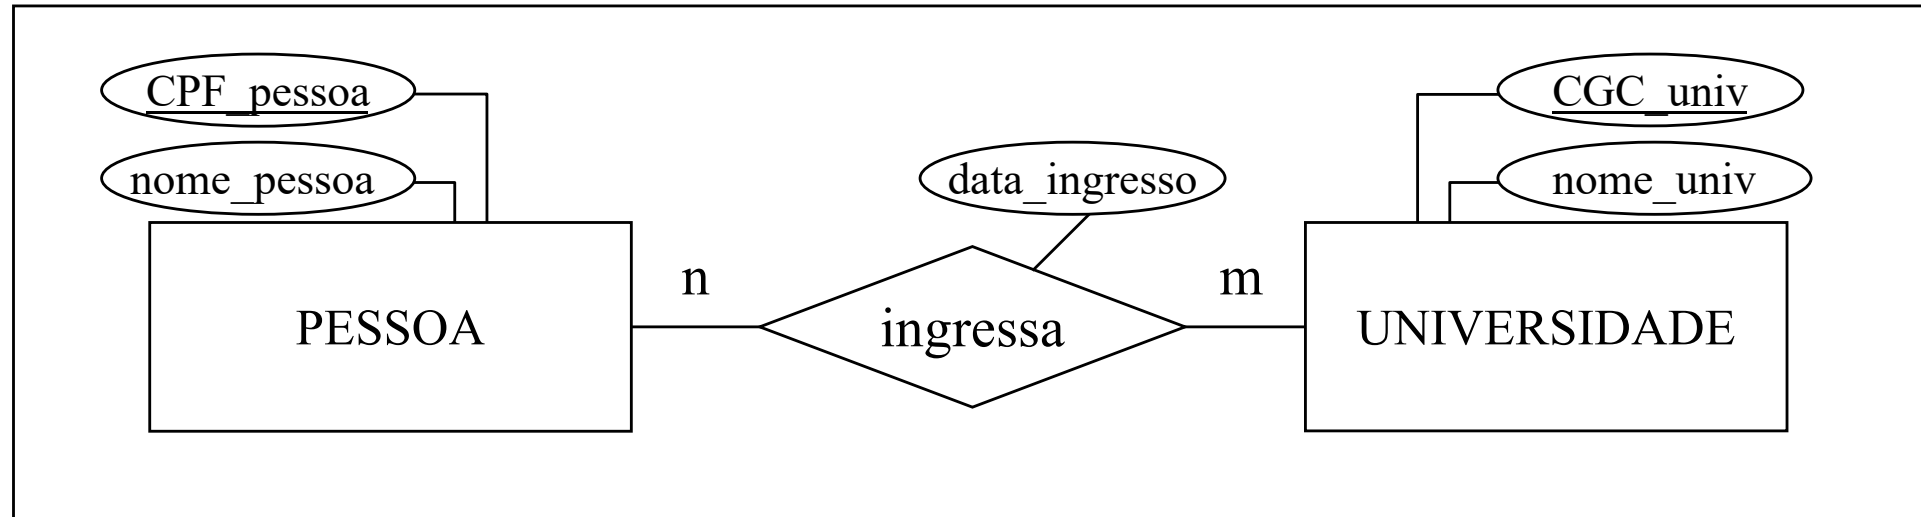 CPF_pessoa
nome_pessoa
PESSOA
n
data_ingresso
ingressa
m
CGC_univ
nome_univ
UNIVERSIDADE